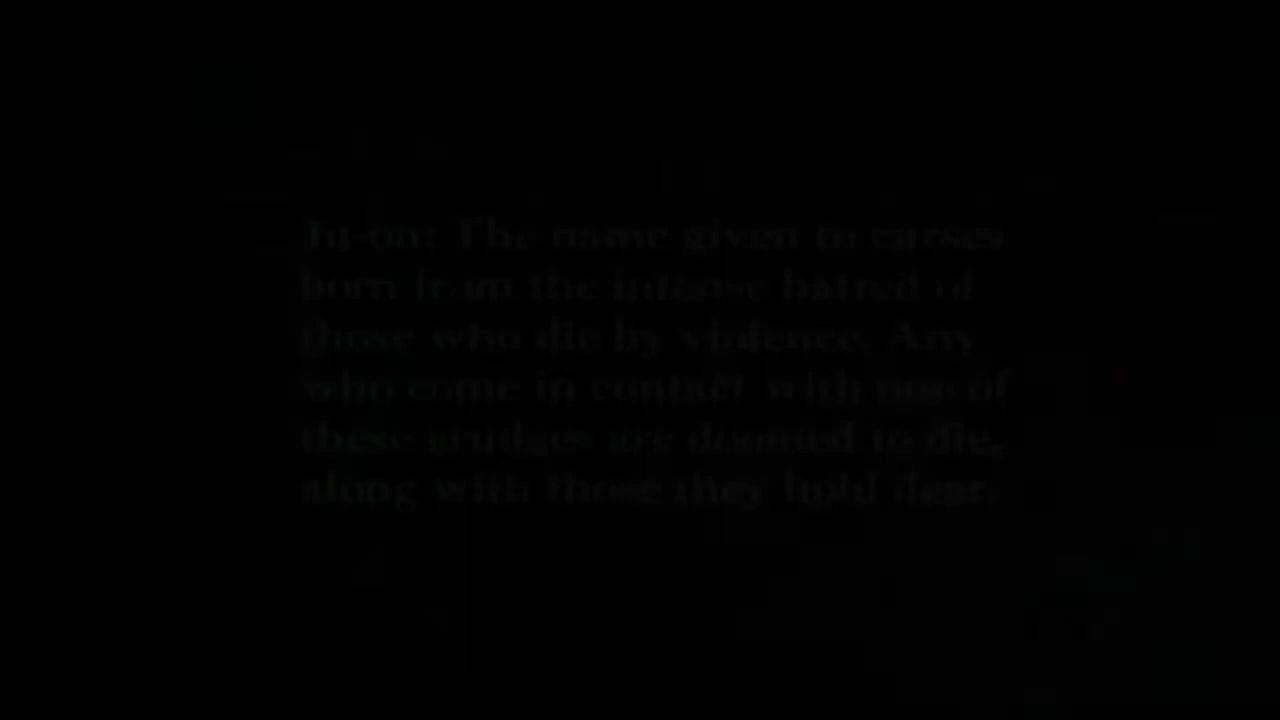 Ju-on: The name given to curses
born from the intense hatred of
those who die by violence. Any
who come in contact with one of
these grudges are doomed to die,
along with those they hold dear.